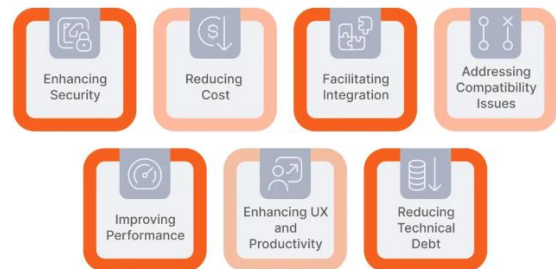 Enhancing
Security
Reducing
Cost
Facilitating
Integration
Addressing
Compatibility
Issues
Improving
Performance
Enhancing UX
and
Productivity
Reducing
Technical
Debt